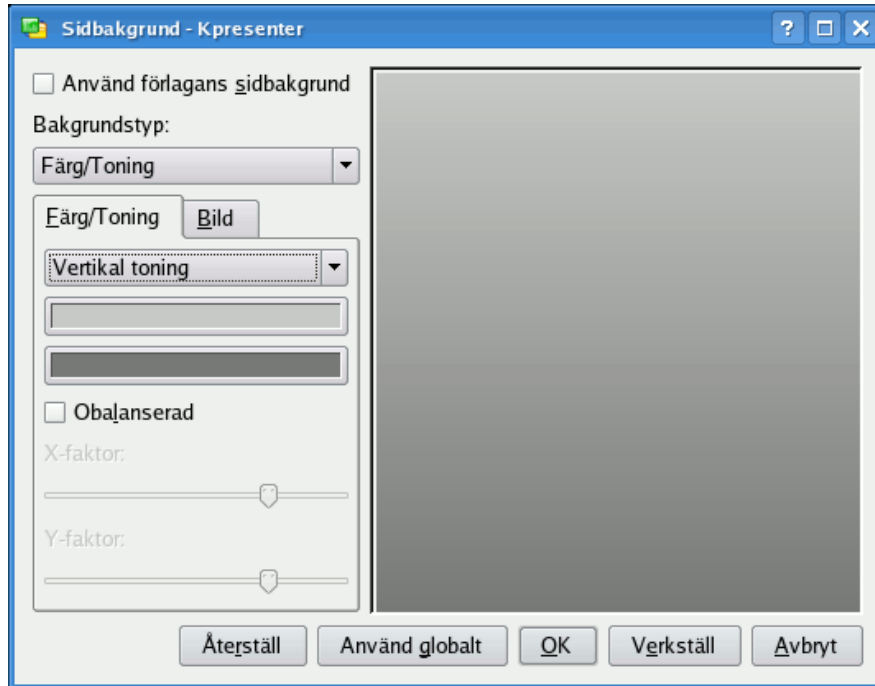 Sidbakgrund - Kpresenter
Använd förlagans sidbakgrund
Bakgrundstyp:
Färg/Toning
Färg/Toning Bild
Vertikal toning
Obalanserad
X-faktor:
Y-faktor:
Återställ Använd globalt OK Verkställ Avbryt